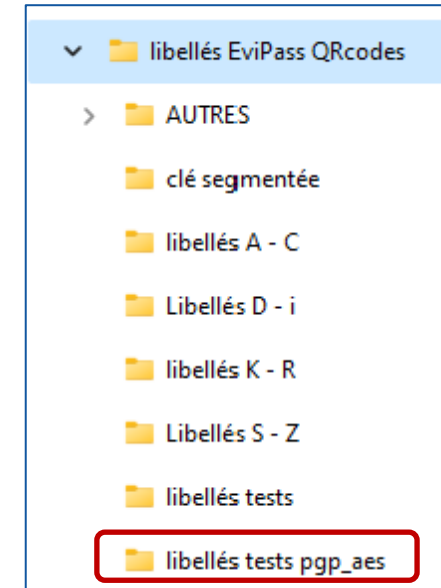 libellés EviPass QRcodes
AUTRES
clé segmentée
libellés A - C
Libellés D - i
libellés K - R
Libellés S - Z
libellés tests
libellés tests pgp_aes